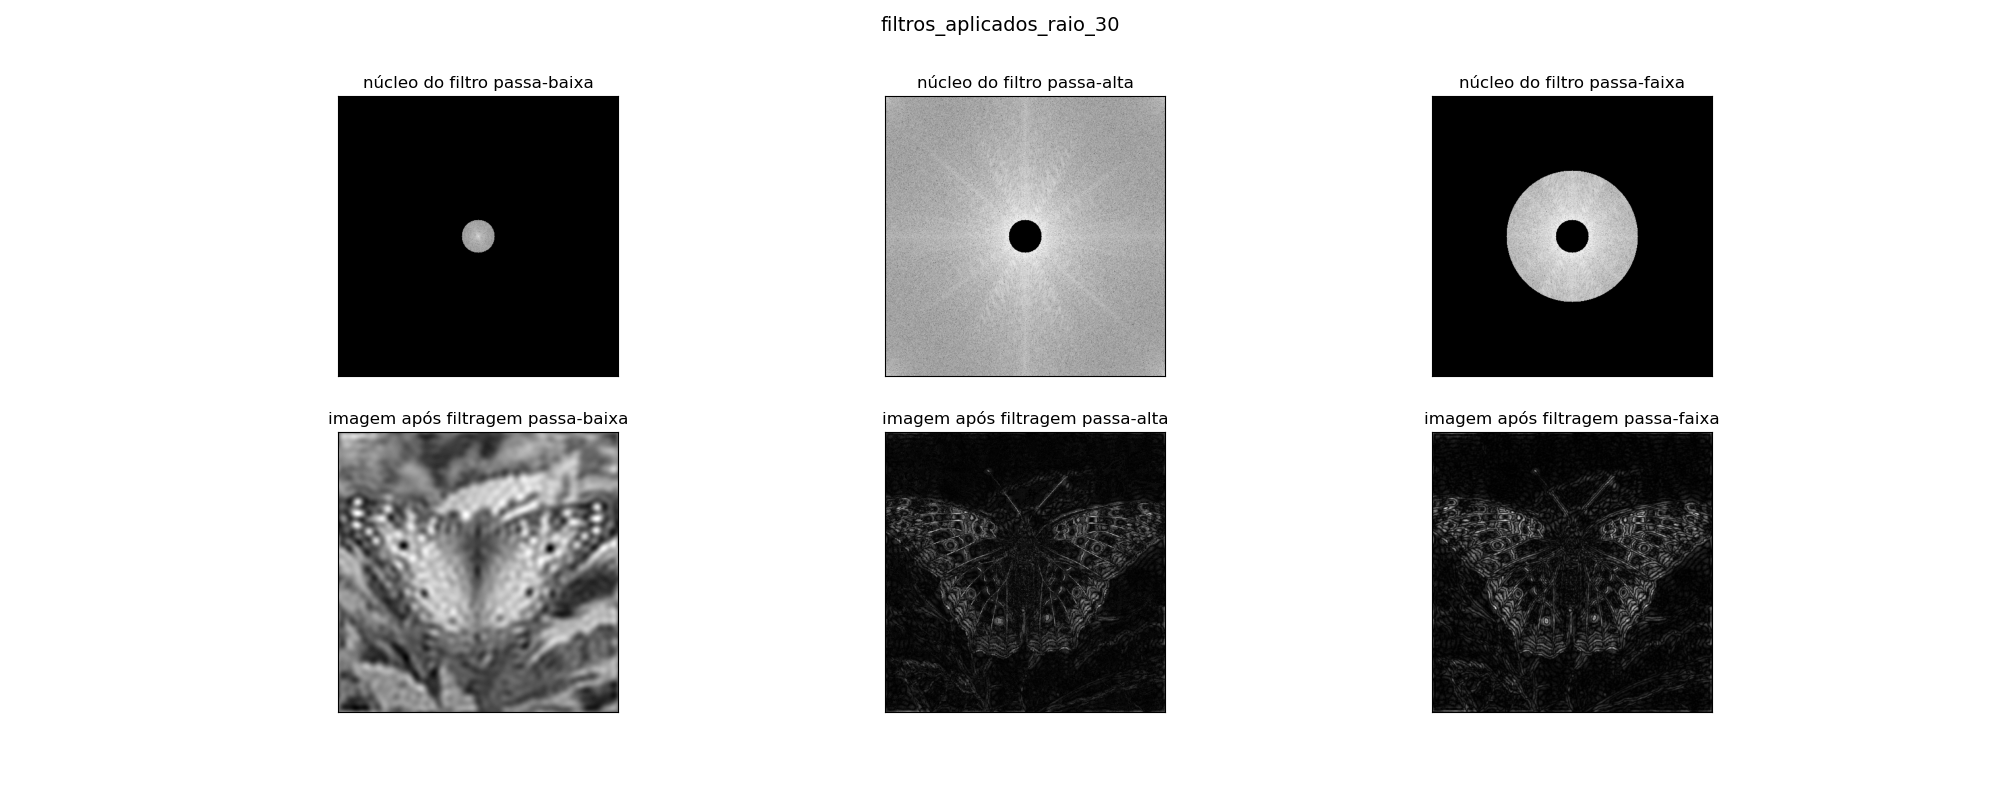 filtros_aplicados_raio_30
núcleo do filtro passa-baixa
núcleo do filtro passa-alta
núcleo do filtro passa-faixa
imagem após filtragem passa-baixa
imagem após filtragem passa-alta
imagem após filtragem passa-faixa